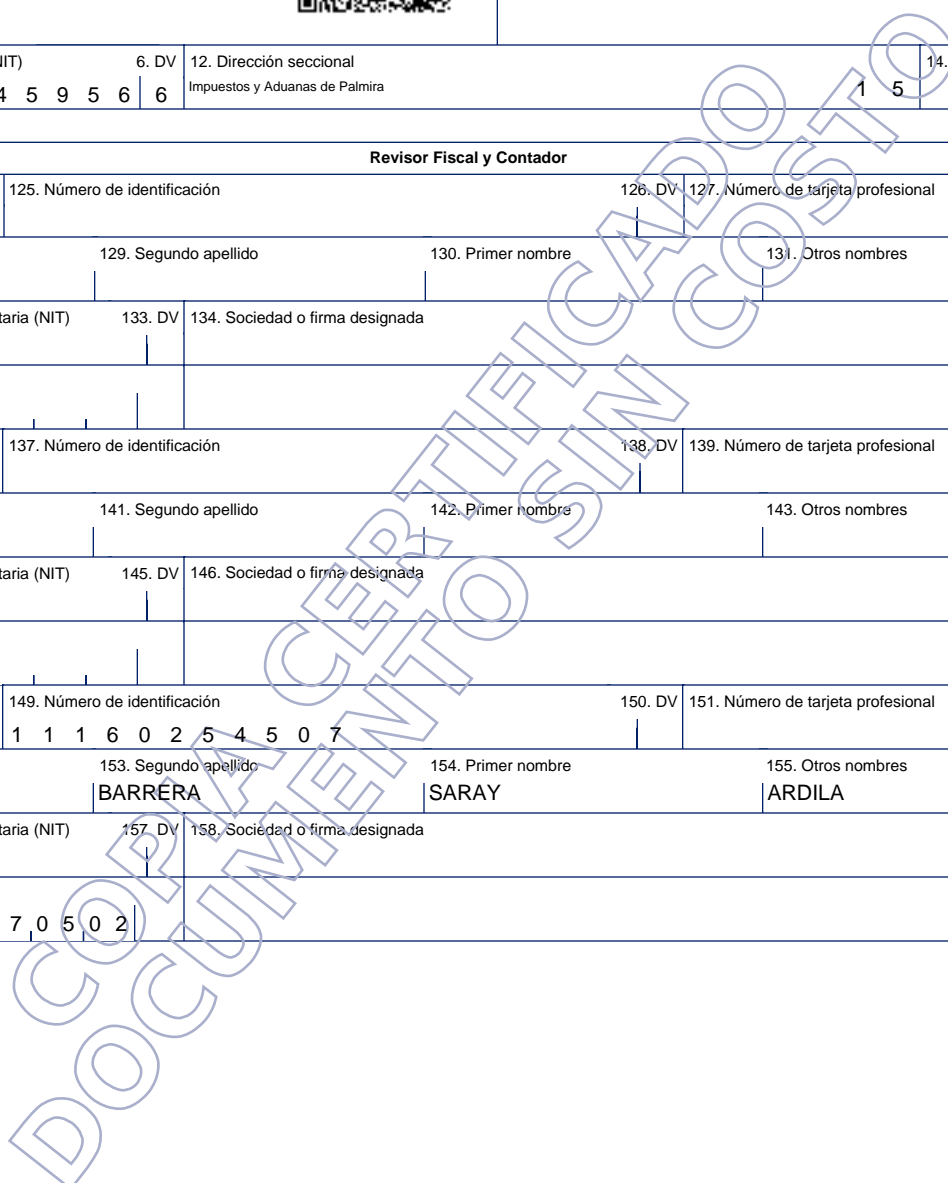 IT) 6. DV 12. Dirección seccional 14.
4 5 9 5 6 6 Impuestos y Aduanas de Palmira 1 5
Revisor Fiscal y Contador
125. Número de identificación 126. DV 127. Número de tarjeta profesional
129. Segundo apellido 130. Primer nombre 131. Otros nombres
taria (NIT) 133. DV 134. Sociedad o firma designada
137. Número de identificación 138. DV 139. Número de tarjeta profesional
141. Segundo apellido 142. Primer nombre 143. Otros nombres
taria (NIT) 145. DV 146. Sociedad o firma designada
149. Número de identificación 150. DV 151. Número de tarjeta profesional
1 1 1 6 0 2 5 4 5 0 7
153. Segundo apellido 154. Primer nombre 155. Otros nombres
BARRERA SARAY ARDILA
taria (NIT) 157. DV 158. Sociedad o firma designada
7 0 5 0 2
COPIA CERTIFICADO
DOCUMENTO SIN COSTO